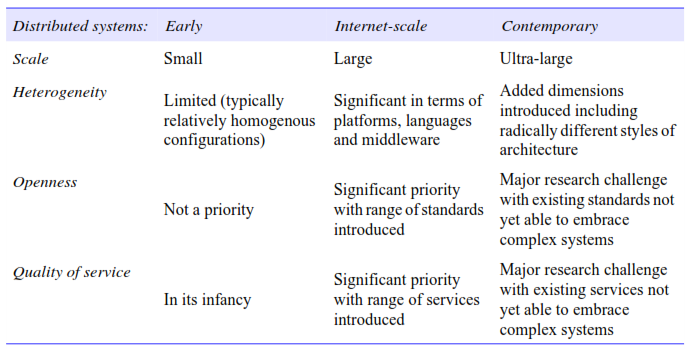 Distributed systems: Early Internet-scale Contemporary
Scale Small Large Ultra-large
Heterogeneity
Limited (typically
relatively homogenous
configurations)
Significant in terms of
platforms, languages
and middleware
Added dimensions
introduced including
radically different styles of
architecture
Openness
Not a priority
Significant priority
with range of standards
introduced
Major research challenge
with existing standards not
yet able to embrace
complex systems
Quality of service
In its infancy
Significant priority
with range of services
introduced
Major research challenge
with existing services not
yet able to embrace
complex systems